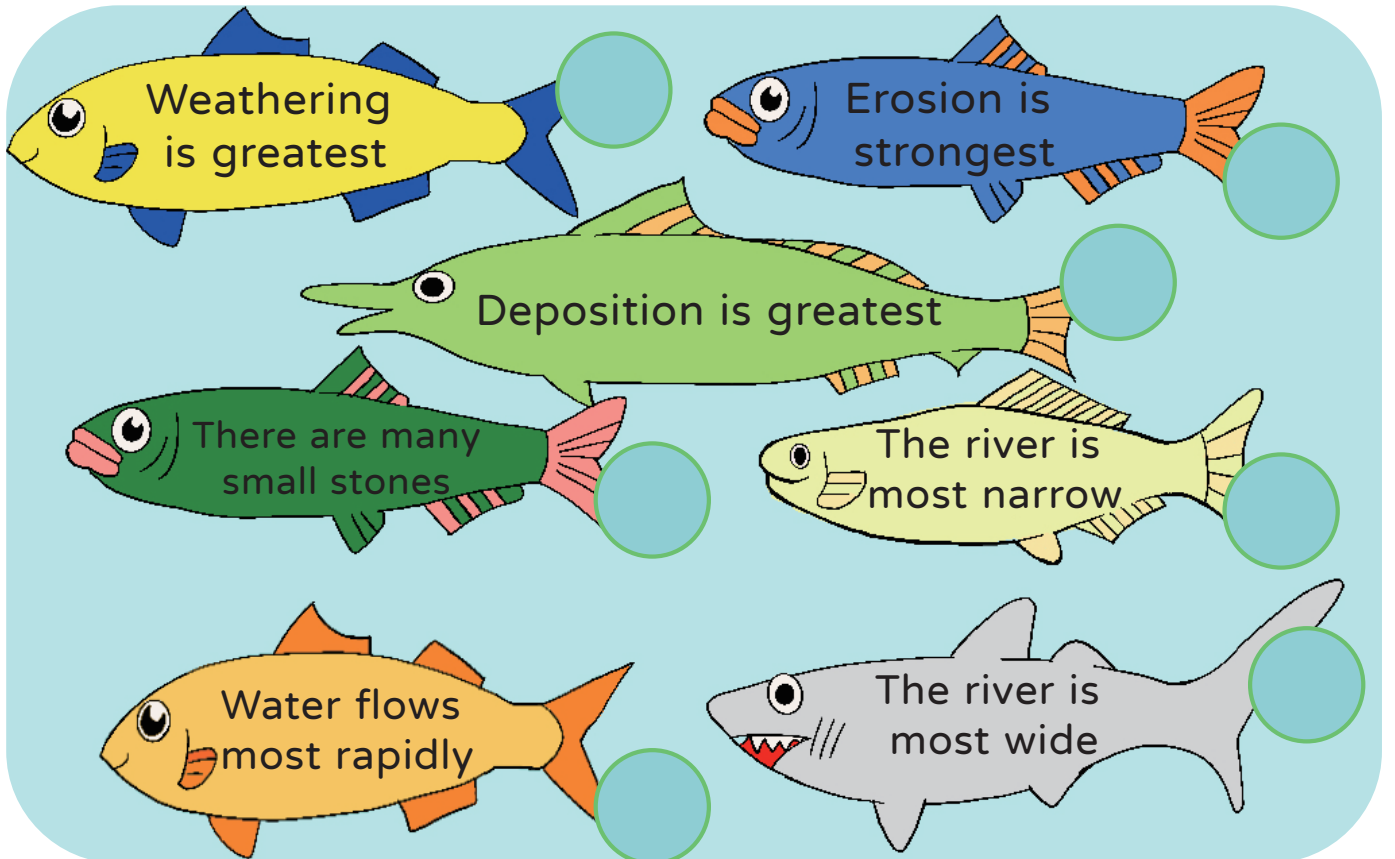 Weathering
is greatest
Erosion is
strongest
Deposition is greatest
There are many
small stones
The river is
most narrow
Water flows
most rapidly
The river is
most wide